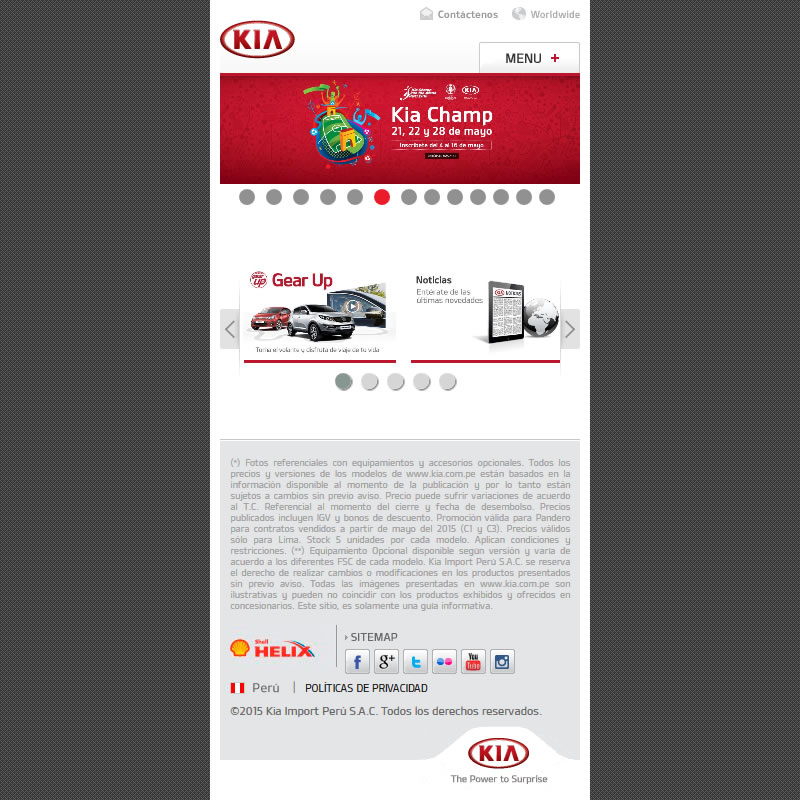 Contáctenos Worldwide
KIA
MENU +
KIA
Kia Champ
21, 22 y 28 de mayo
Inscríbete del 4 al 16 de mayo
gear up Gear Up
Toma el volante y disfruta de viaje de tu vida
Noticias
Entérate de las
últimas novedades
KIA NOTICIAS
(*) Fotos referenciales con equipamientos y accesorios opcionales. Todos los
precios y versiones de los modelos de www.kia.com.pe están basados en la
información disponible al momento de la publicación y por lo tanto están
sujetos a cambios sin previo aviso. Precio puede sufrir variaciones de acuerdo
al T.C. Referencial al momento del cierre y fecha de desembolso. Precios
publicados incluyen IGV y bonos de descuento. Promoción válida para Pandero
para contratos vendidos a partir de mayo del 2015 (C1 y C3). Precios válidos
sólo para Lima. Stock 5 unidades por cada modelo. Aplican condiciones y
restricciones. (**) Equipamiento Opcional disponible según versión y varía de
acuerdo a los diferentes FSC de cada modelo. Kia Import Perú S.A.C. se reserva
el derecho de realizar cambios o modificaciones en los productos presentados
sin previo aviso. Todas las imágenes presentadas en www.kia.com.pe son
ilustrativas y pueden no coincidir con los productos exhibidos y ofrecidos en
concesionarios. Este sitio, es solamente una guía informativa.
Shell
HELIX
SITEMAP
f g+ You Tube
Perú | POLÍTICAS DE PRIVACIDAD
©2015 Kia Import Perú S.A.C. Todos los derechos reservados.
KIA
The Power to Surprise